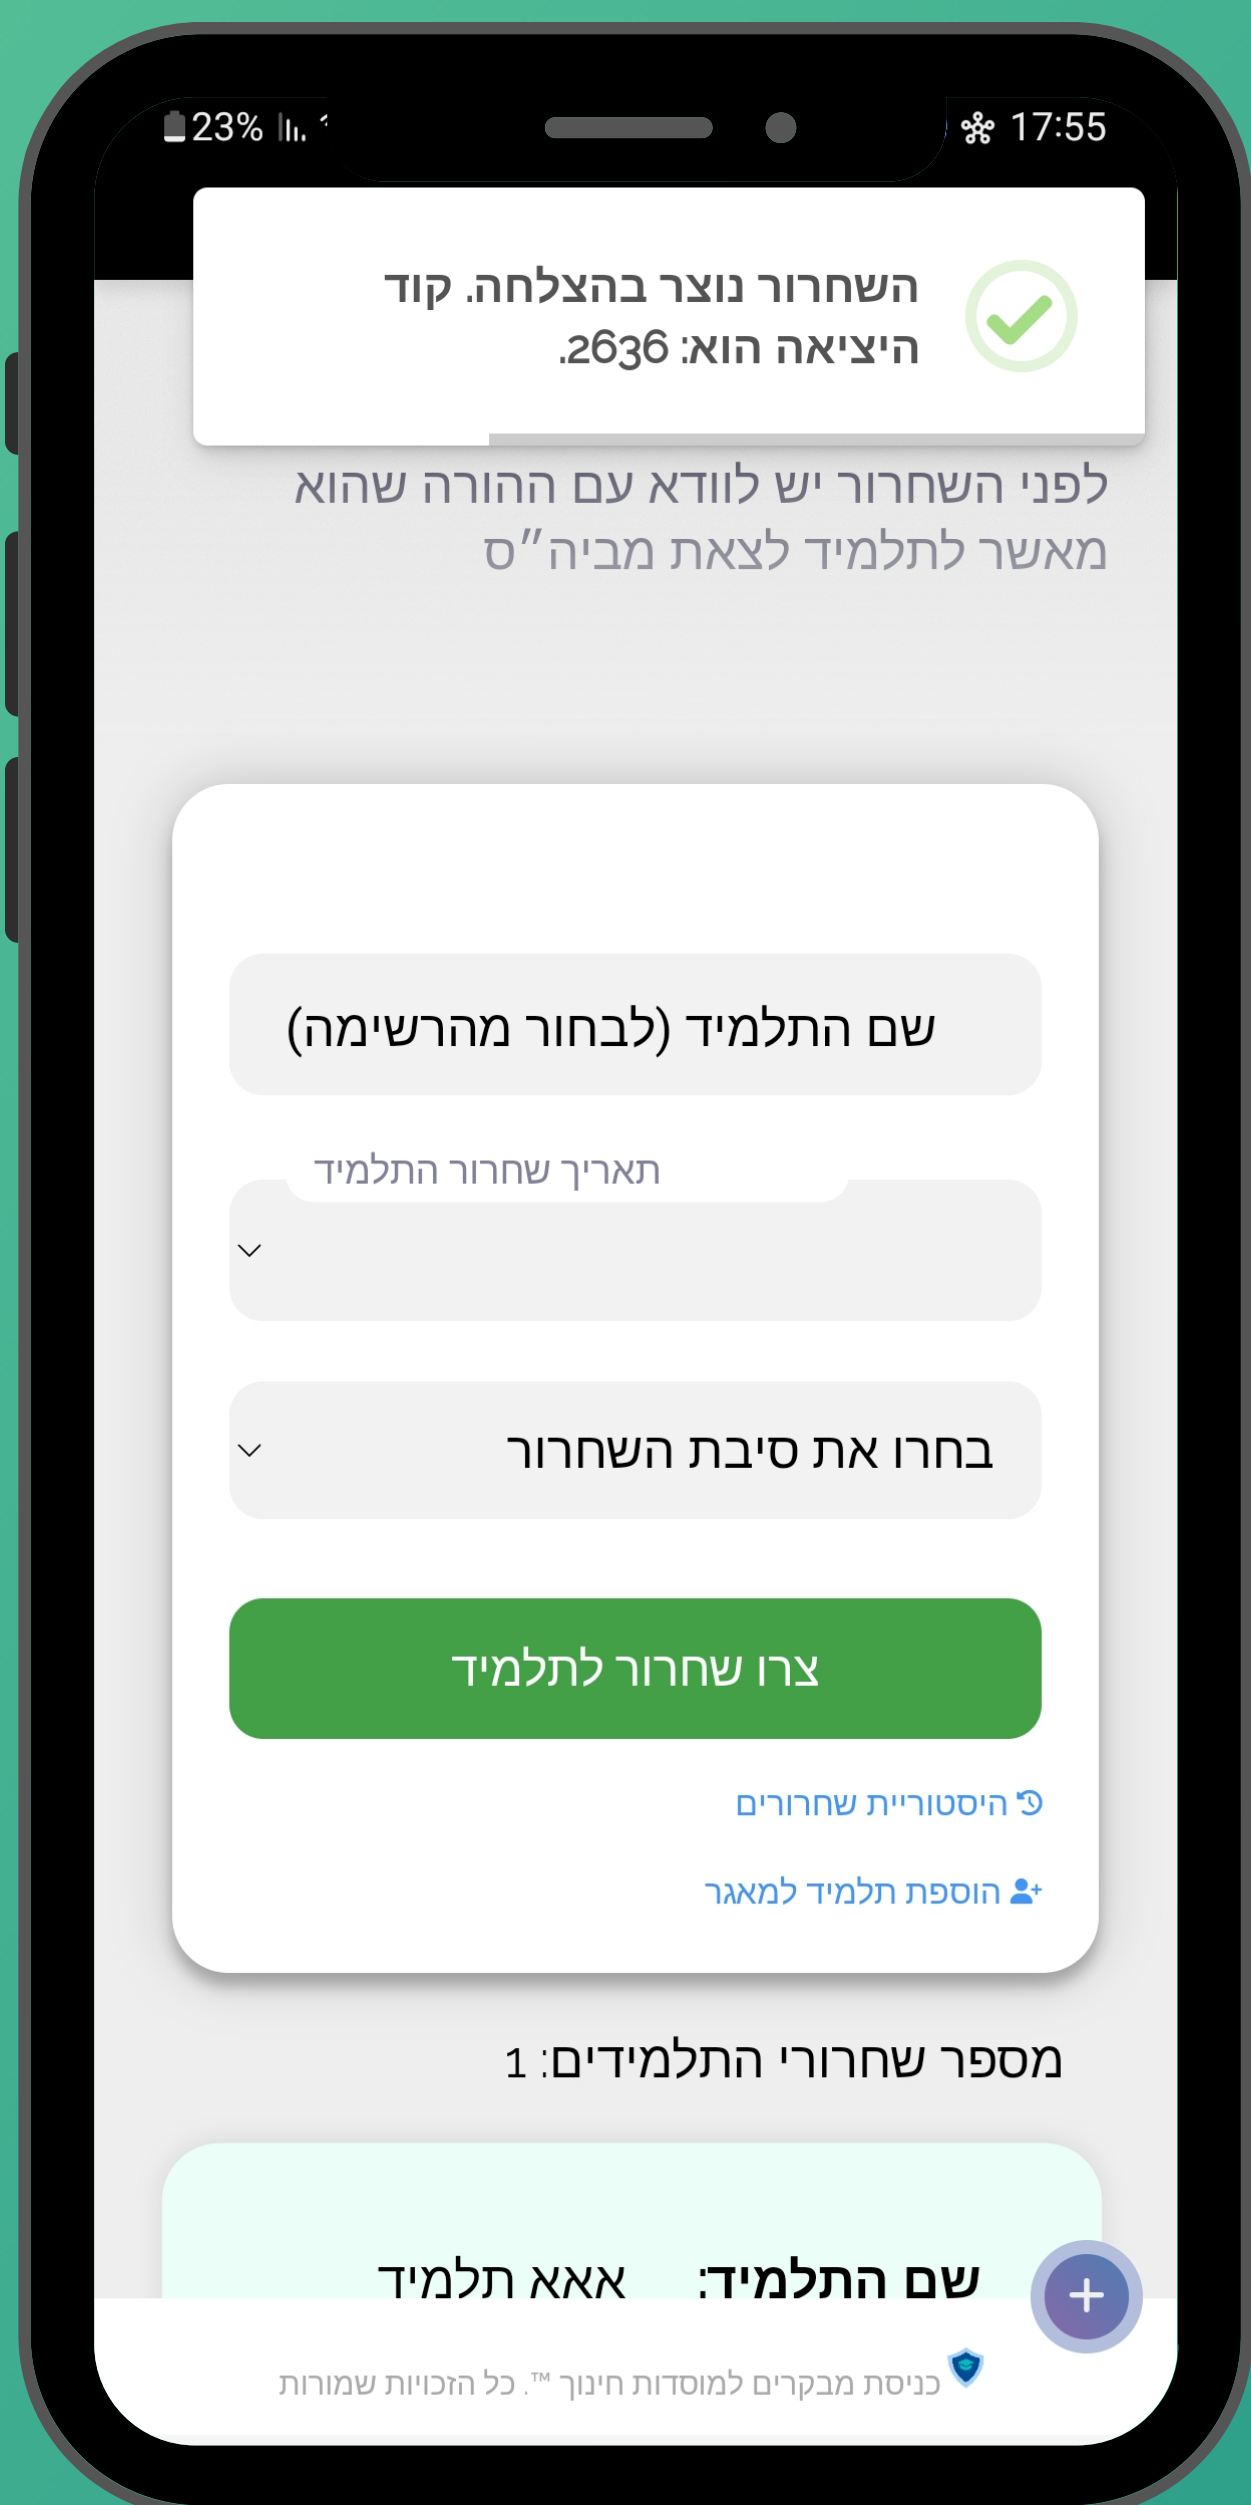 23%
17:55
השחרור נוצר בהצלחה. קוד
היציאה הוא: 2636.
לפני השחרור יש לוודא עם ההורה שהוא
מאשר לתלמיד לצאת מביה״ס
שם התלמיד (לבחור מהרשימה)
תאריך שחרור התלמיד
בחרו את סיבת השחרור
צרו שחרור לתלמיד
היסטוריית שחרורים
הוספת תלמיד למאגר
מספר שחרורי התלמידים: 1
שם התלמיד: אאא תלמיד
כניסת מבקרים למוסדות חינוך ™. כל הזכויות שמורות